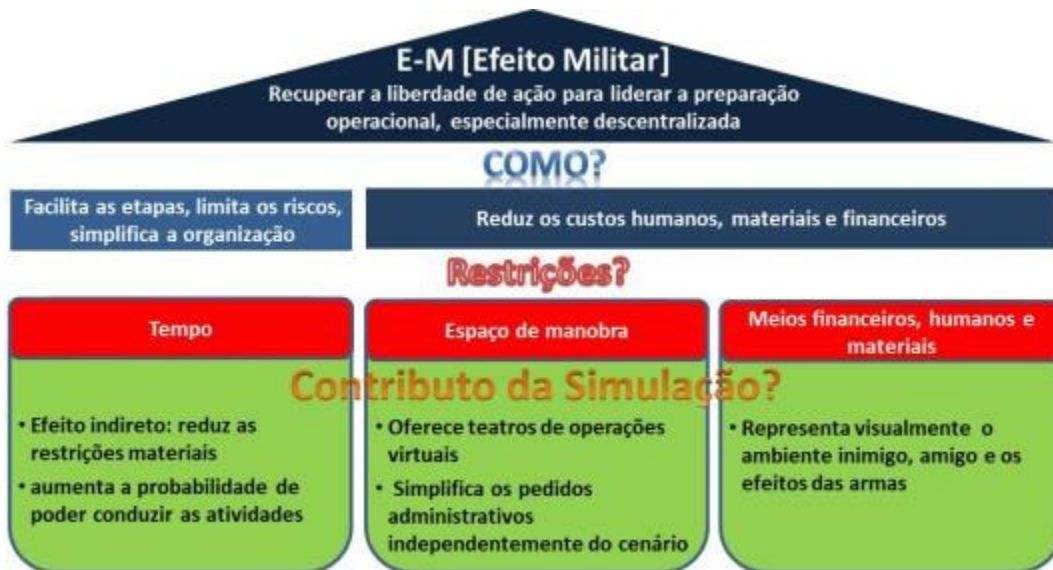 E-M [Efeito Militar]
Recuperar a liberdade de ação para liderar a preparação
operacional, especialmente descentralizada
COMO?
Facilita as etapas, limita os riscos,
simplifica a organização
Reduz os custos humanos, materiais e financeiros
Restrições?
Tempo
Espaço de manobra
Meios financeiros, humanos e
materiais
Contributo da Simulação?
• Efeito indireto: reduz as
restrições materiais
• aumenta a probabilidade de
poder conduzir as atividades
• Oferece teatros de operações
virtuais
• Simplifica os pedidos
administrativos
independentemente do cenário
• Representa visualmente o
ambiente inimigo, amigo e os
efeitos das armas